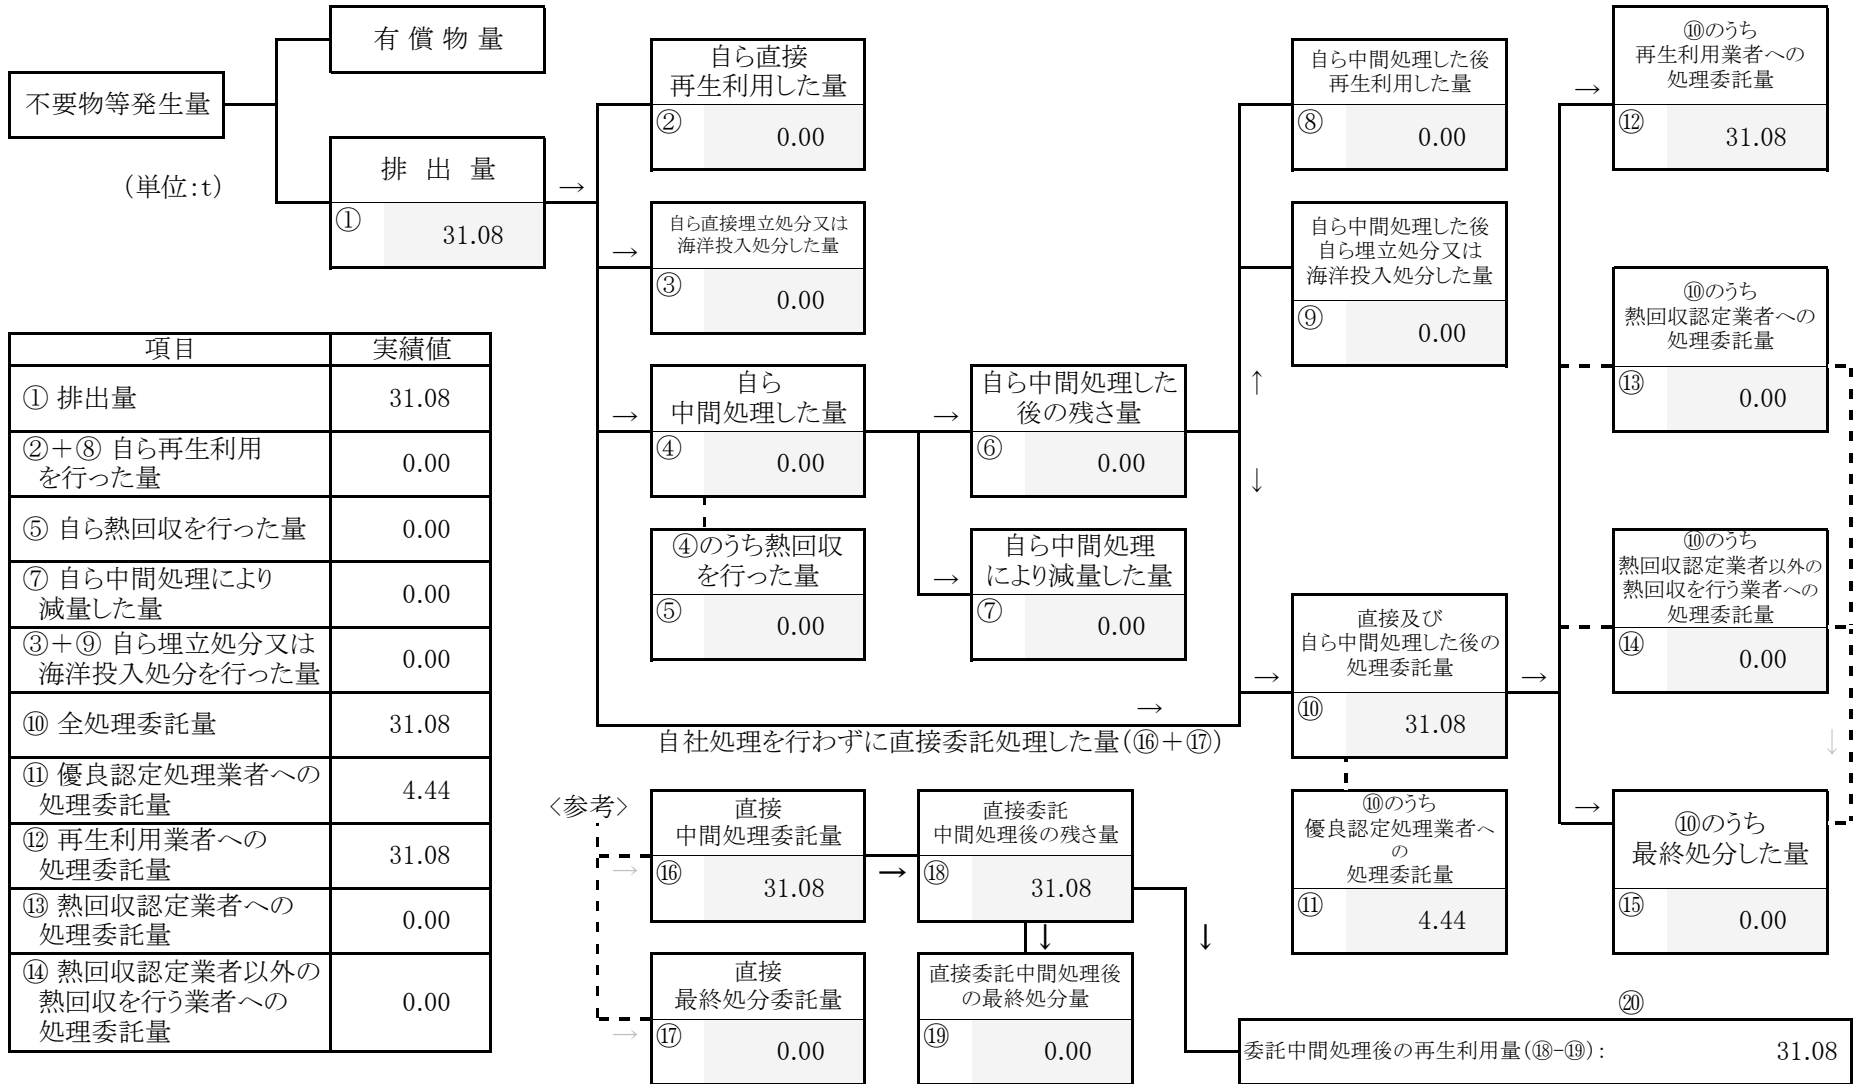 不要物等発生量
有 償 物 量
排 出 量
①
31.08
(単位:t)
→
自ら直接
再生利用した量
②
0.00
→
自ら直接埋立処分又は
海洋投入処分した量
③
0.00
→
自ら
中間処理した量
④
0.00
④のうち熱回収
を行った量
⑤
0.00
→
自ら中間処理した
後の残さ量
⑥
0.00
→
自ら中間処理
により減量した量
⑦
0.00
自ら中間処理した後
再生利用した量
⑧
0.00
自ら中間処理した後
自ら埋立処分又は
海洋投入処分した量
⑨
0.00
↑
↓
→
自社処理を行わずに直接委託処理した量(⑯+⑰)
→
直接及び
自ら中間処理した後の
処理委託量
⑩
31.08
⑩のうち
優良認定処理業者へ
の
処理委託量
⑪
4.44
→
→
⑩のうち
再生利用業者への
処理委託量
⑫
31.08
⑩のうち
熱回収認定業者への
処理委託量
⑬
0.00
⑩のうち
熱回収認定業者以外の
熱回収を行う業者への
処理委託量
⑭
0.00
↓
→
⑩のうち
最終処分した量
⑮
0.00
項目 実績値
① 排出量 31.08
②+⑧ 自ら再生利用
を行った量 0.00
⑤ 自ら熱回収を行った量 0.00
⑦ 自ら中間処理により
減量した量 0.00
③+⑨ 自ら埋立処分又は
海洋投入処分を行った量 0.00
⑩ 全処理委託量 31.08
⑪ 優良認定処理業者への
処理委託量 4.44
⑫ 再生利用業者への
処理委託量 31.08
⑬ 熱回収認定業者への
処理委託量 0.00
⑭ 熱回収認定業者以外の
熱回収を行う業者への
処理委託量 0.00
<参考>
→
直接
中間処理委託量
⑯
31.08
→
直接委託
中間処理後の残さ量
⑱
31.08
↓
↓
→
直接
最終処分委託量
⑰
0.00
直接委託中間処理後
の最終処分量
⑲
0.00
⑳
委託中間処理後の再生利用量(⑱-⑲): 31.08